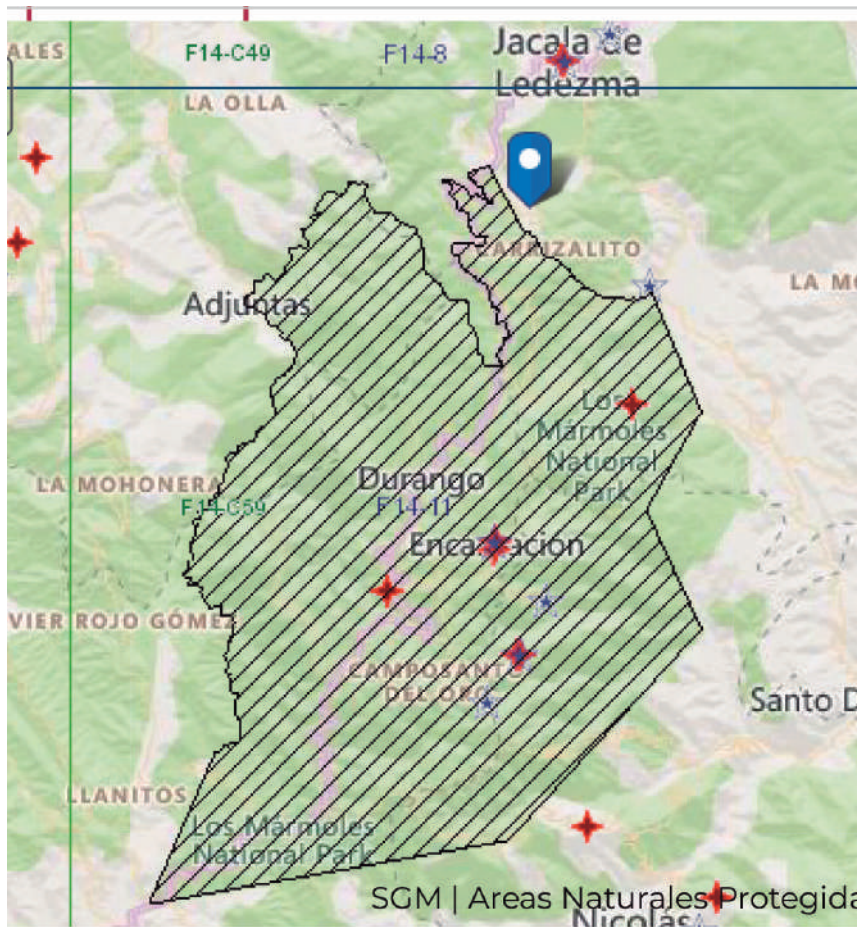 ALES
F14-C49
F14-8
Jacala de
Ledezma
LA OLLA
CARRIZALITO
LA MO
Adjuntas
Los
Mármoles
National
Park
LA MOHONERA
Durango
F14-C59
F14-11
Encarnación
VIER ROJO GÓMEZ
CAMPOSANTO
DEL ORO
Santo D
LLANITOS
Los Mármoles
National Park
SGM | Areas Naturales Protegida
Nicolás